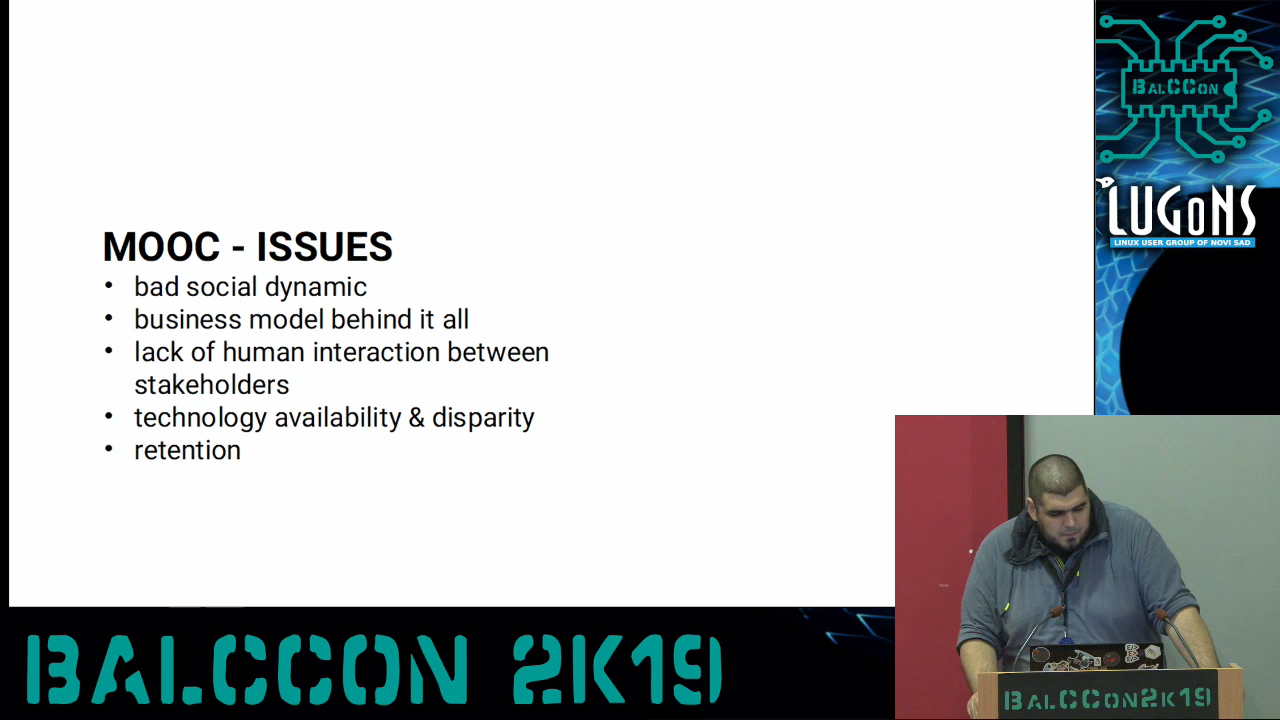 MOOC - ISSUES
• bad social dynamic
• business model behind it all
• lack of human interaction between
stakeholders
• technology availability & disparity
• retention
BALCCON
LUGONS
LINUX USER GROUP OF NOVI SAD
BALCCON2K19
BALCCON 2K19